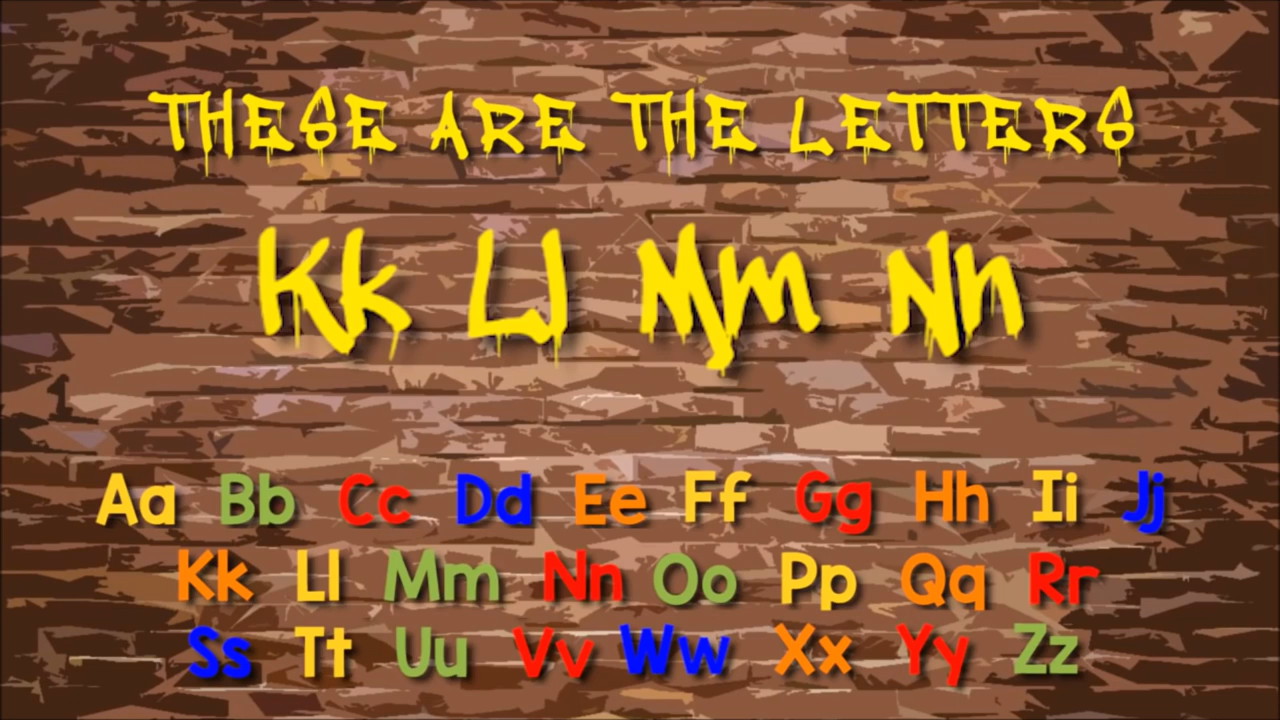 THESE ARE THE LETTERS
Kk Ll Mm Nn
Aa Bb Cc Dd Ee Ff Gg Hh Ii Jj
Kk Ll Mm Nn Oo Pp Qq Rr
Ss Tt Uu Vv Ww Xx Yy Zz